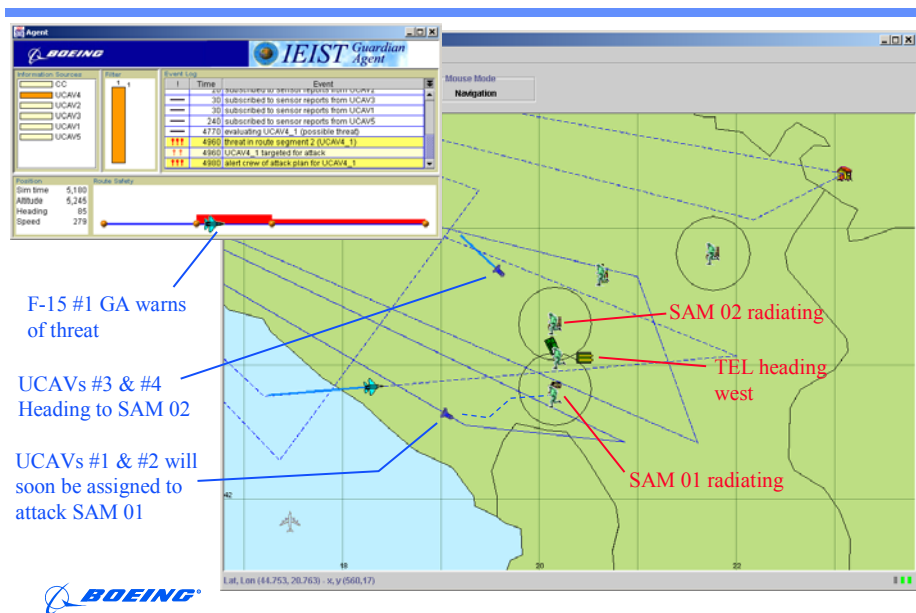 Agent
BOEING
IEIST Guardian Agent
Information Sources
CC
UCAV4
UCAV2
UCAV3
UCAV1
UCAV5
Filter
1 1
Event Log
! Time Event
20 subscribed to sensor reports from UCAV2
30 subscribed to sensor reports from UCAV3
30 subscribed to sensor reports from UCAV1
240 subscribed to sensor reports from UCAV5
4770 evaluating UCAV4_1 (possible threat)
!!! 4960 threat in route segment 2 (UCAV4_1)
!! 4960 UCAV4_1 targeted for attack
!!! 4980 alert crew of attack plan for UCAV4_1
Position
Sim time 5,180
Altitude 5,245
Heading 85
Speed 279
Route Safety
Mouse Mode
Navigation
F-15 #1 GA warns
of threat
UCAVs #3 & #4
Heading to SAM 02
UCAVs #1 & #2 will
soon be assigned to
attack SAM 01
SAM 02 radiating
TEL heading
west
SAM 01 radiating
42
18
20
22
Lat, Lon (44.753, 20.763) - x, y (560,17)
BOEING®